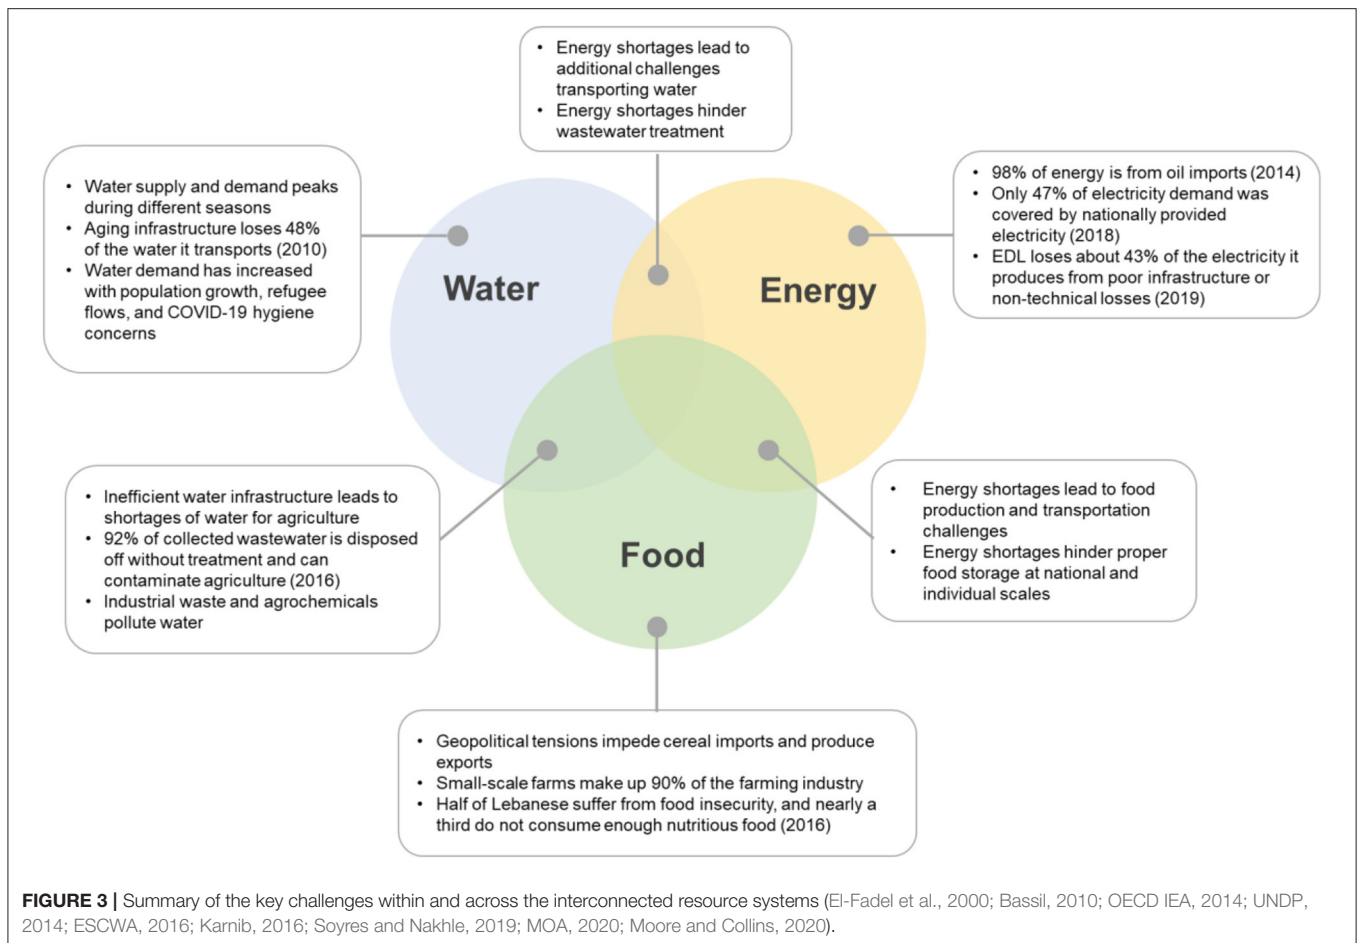 • Energy shortages lead to
additional challenges
transporting water
• Energy shortages hinder
wastewater treatment
• Water supply and demand peaks
during different seasons
• Aging infrastructure loses 48%
of the water it transports (2010)
• Water demand has increased
with population growth, refugee
flows, and COVID-19 hygiene
concerns
• 98% of energy is from oil imports (2014)
• Only 47% of electricity demand was
covered by nationally provided
electricity (2018)
• EDL loses about 43% of the electricity it
produces from poor infrastructure or
non-technical losses (2019)
Water
Energy
Food
• Inefficient water infrastructure leads to
shortages of water for agriculture
• 92% of collected wastewater is disposed
off without treatment and can
contaminate agriculture (2016)
• Industrial waste and agrochemicals
pollute water
• Energy shortages lead to food
production and transportation
challenges
• Energy shortages hinder proper
food storage at national and
individual scales
• Geopolitical tensions impede cereal imports and produce
exports
• Small-scale farms make up 90% of the farming industry
• Half of Lebanese suffer from food insecurity, and nearly a
third do not consume enough nutritious food (2016)
FIGURE 3 | Summary of the key challenges within and across the interconnected resource systems (El-Fadel et al., 2000; Bassil, 2010; OECD IEA, 2014; UNDP,
2014; ESCWA, 2016; Karnib, 2016; Soyres and Nakhle, 2019; MOA, 2020; Moore and Collins, 2020).